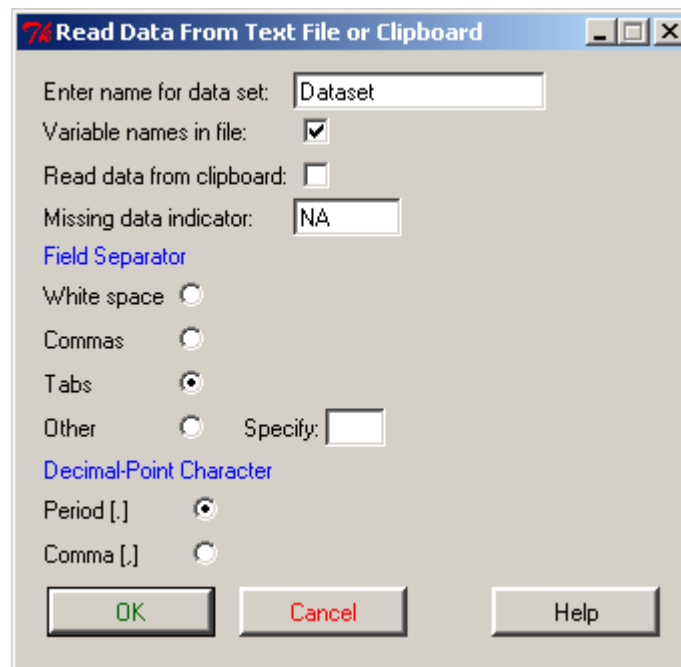 Read Data From Text File or Clipboard
Enter name for data set: Dataset
Variable names in file:
Read data from clipboard:
Missing data indicator: NA
Field Separator
White space
Commas
Tabs
Other Specify:
Decimal-Point Character
Period [.]
Comma [,]
OK Cancel Help